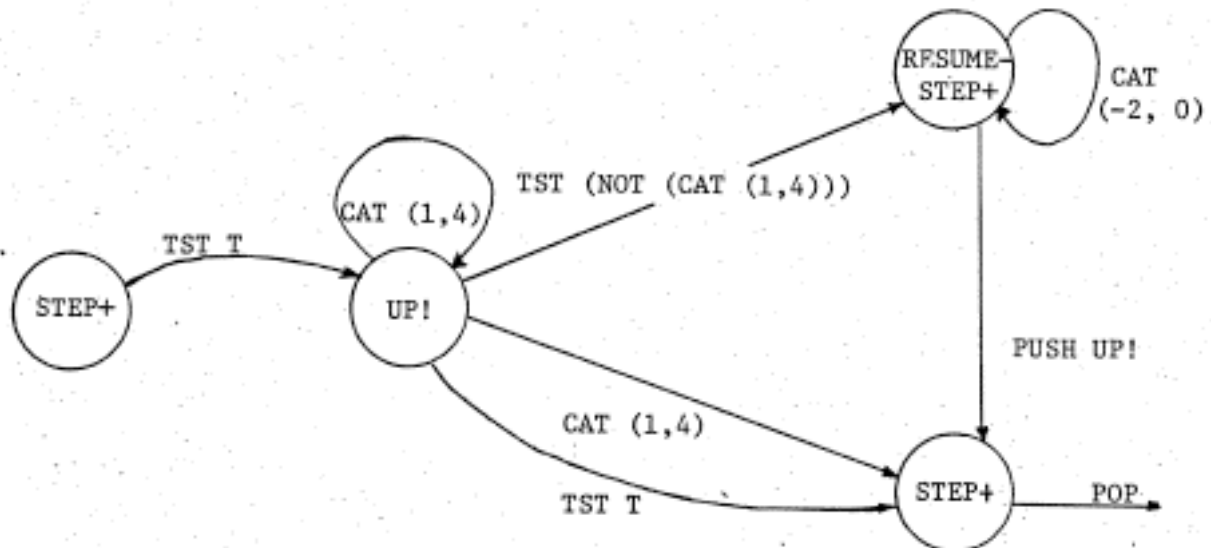 RESUME-
STEP+
CAT
(-2, 0)
TST (NOT (CAT (1,4)))
CAT (1,4)
TST T
STEP+
UP!
PUSH UP!
CAT (1,4)
TST T
STEP+
POP